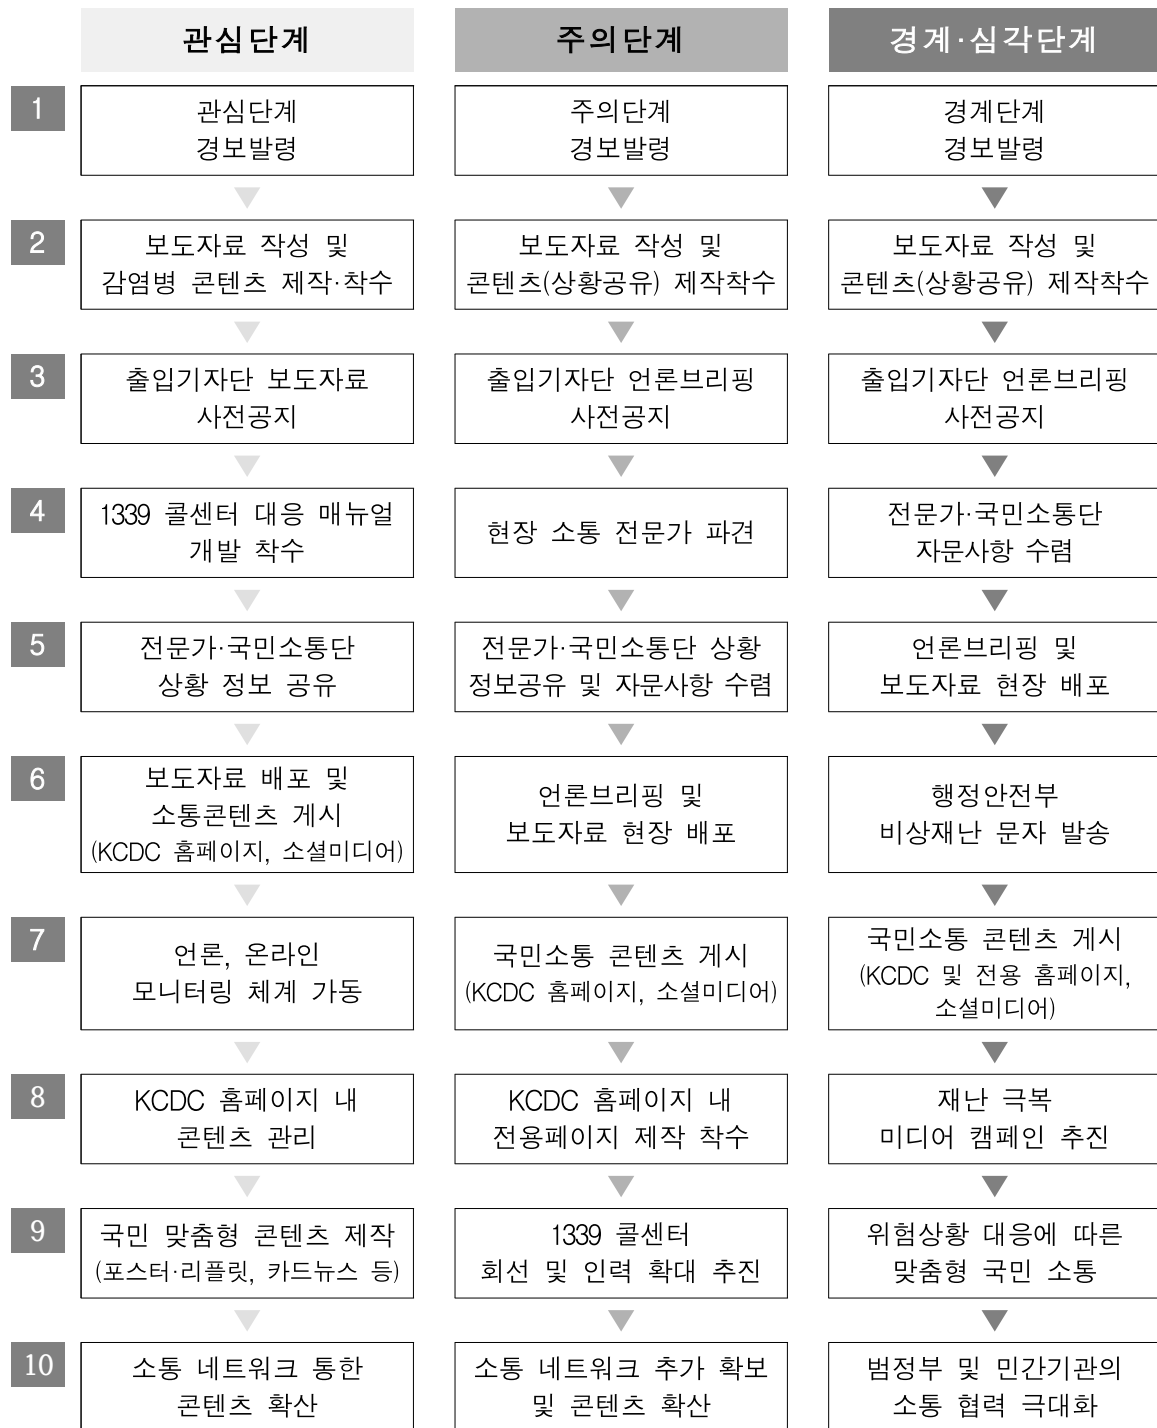 관심단계
주의단계
경계·심각단계
1
관심단계
경보발령
주의단계
경보발령
경계단계
경보발령
2
보도자료 작성 및
감염병 콘텐츠 제작·착수
보도자료 작성 및
콘텐츠(상황공유) 제작착수
보도자료 작성 및
콘텐츠(상황공유) 제작착수
3
출입기자단 보도자료
사전공지
출입기자단 언론브리핑
사전공지
출입기자단 언론브리핑
사전공지
4
1339 콜센터 대응 매뉴얼
개발 착수
현장 소통 전문가 파견
전문가·국민소통단
자문사항 수렴
5
전문가·국민소통단
상황 정보 공유
전문가·국민소통단 상황
정보공유 및 자문사항 수렴
언론브리핑 및
보도자료 현장 배포
6
보도자료 배포 및
소통콘텐츠 게시
(KCDC 홈페이지, 소셜미디어)
언론브리핑 및
보도자료 현장 배포
행정안전부
비상재난 문자 발송
7
언론, 온라인
모니터링 체계 가동
국민소통 콘텐츠 게시
(KCDC 홈페이지, 소셜미디어)
국민소통 콘텐츠 게시
(KCDC 및 전용 홈페이지,
소셜미디어)
8
KCDC 홈페이지 내
콘텐츠 관리
KCDC 홈페이지 내
전용페이지 제작 착수
재난 극복
미디어 캠페인 추진
9
국민 맞춤형 콘텐츠 제작
(포스터·리플릿, 카드뉴스 등)
1339 콜센터
회선 및 인력 확대 추진
위험상황 대응에 따른
맞춤형 국민 소통
10
소통 네트워크 통한
콘텐츠 확산
소통 네트워크 추가 확보
및 콘텐츠 확산
범정부 및 민간기관의
소통 협력 극대화